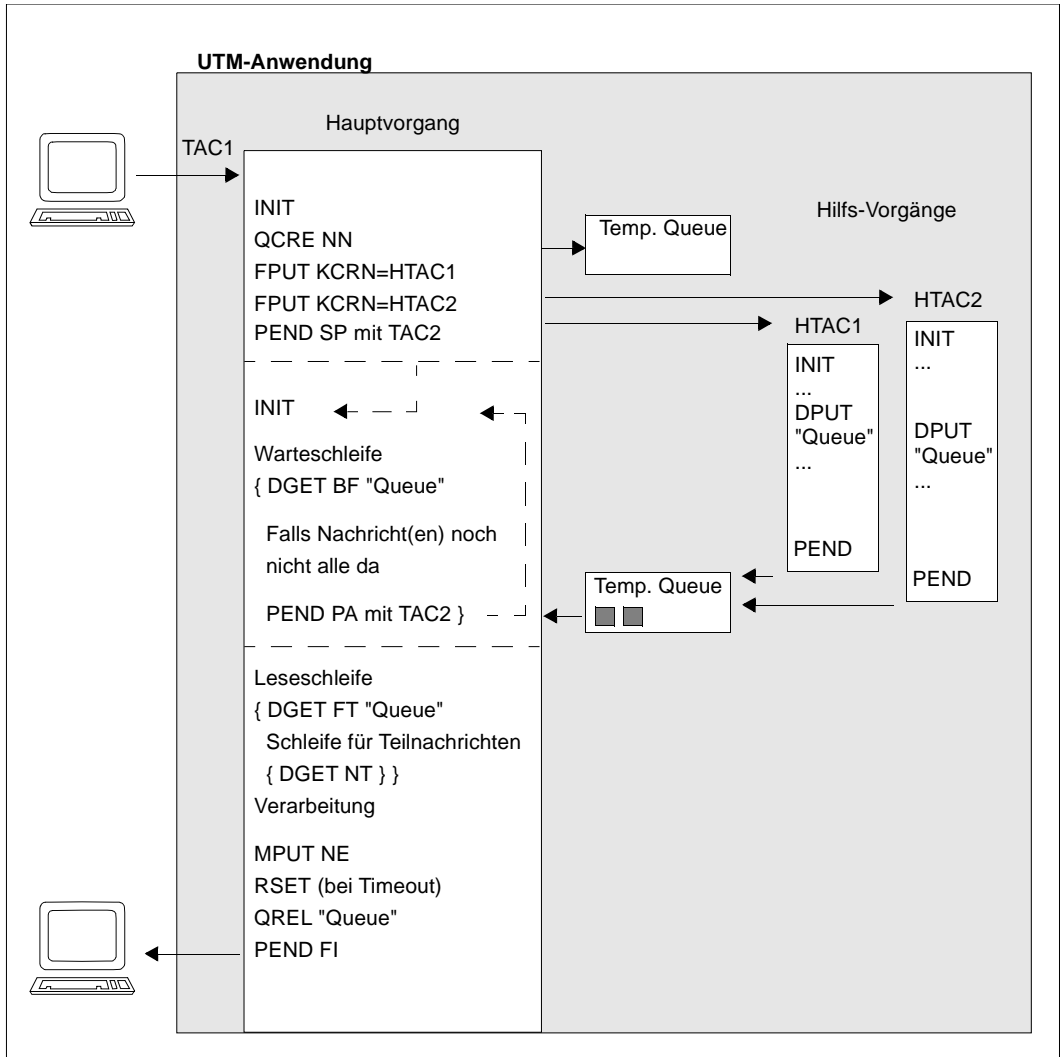 UTM-Anwendung
Hauptvorgang
TAC1
INIT
QCRE NN
FPUT KCRN=HTAC1
FPUT KCRN=HTAC2
PEND SP mit TAC2
Temp. Queue
Hilfs-Vorgänge
HTAC1
INIT
...
DPUT
"Queue"
...
PEND
HTAC2
INIT
...
DPUT
"Queue"
...
PEND
INIT
Warteschleife
{ DGET BF "Queue"
Falls Nachricht(en) noch
nicht alle da
PEND PA mit TAC2 }
Temp. Queue
Leseschleife
{ DGET FT "Queue"
Schleife für Teilnachrichten
{ DGET NT } }
Verarbeitung
MPUT NE
RSET (bei Timeout)
QREL "Queue"
PEND FI